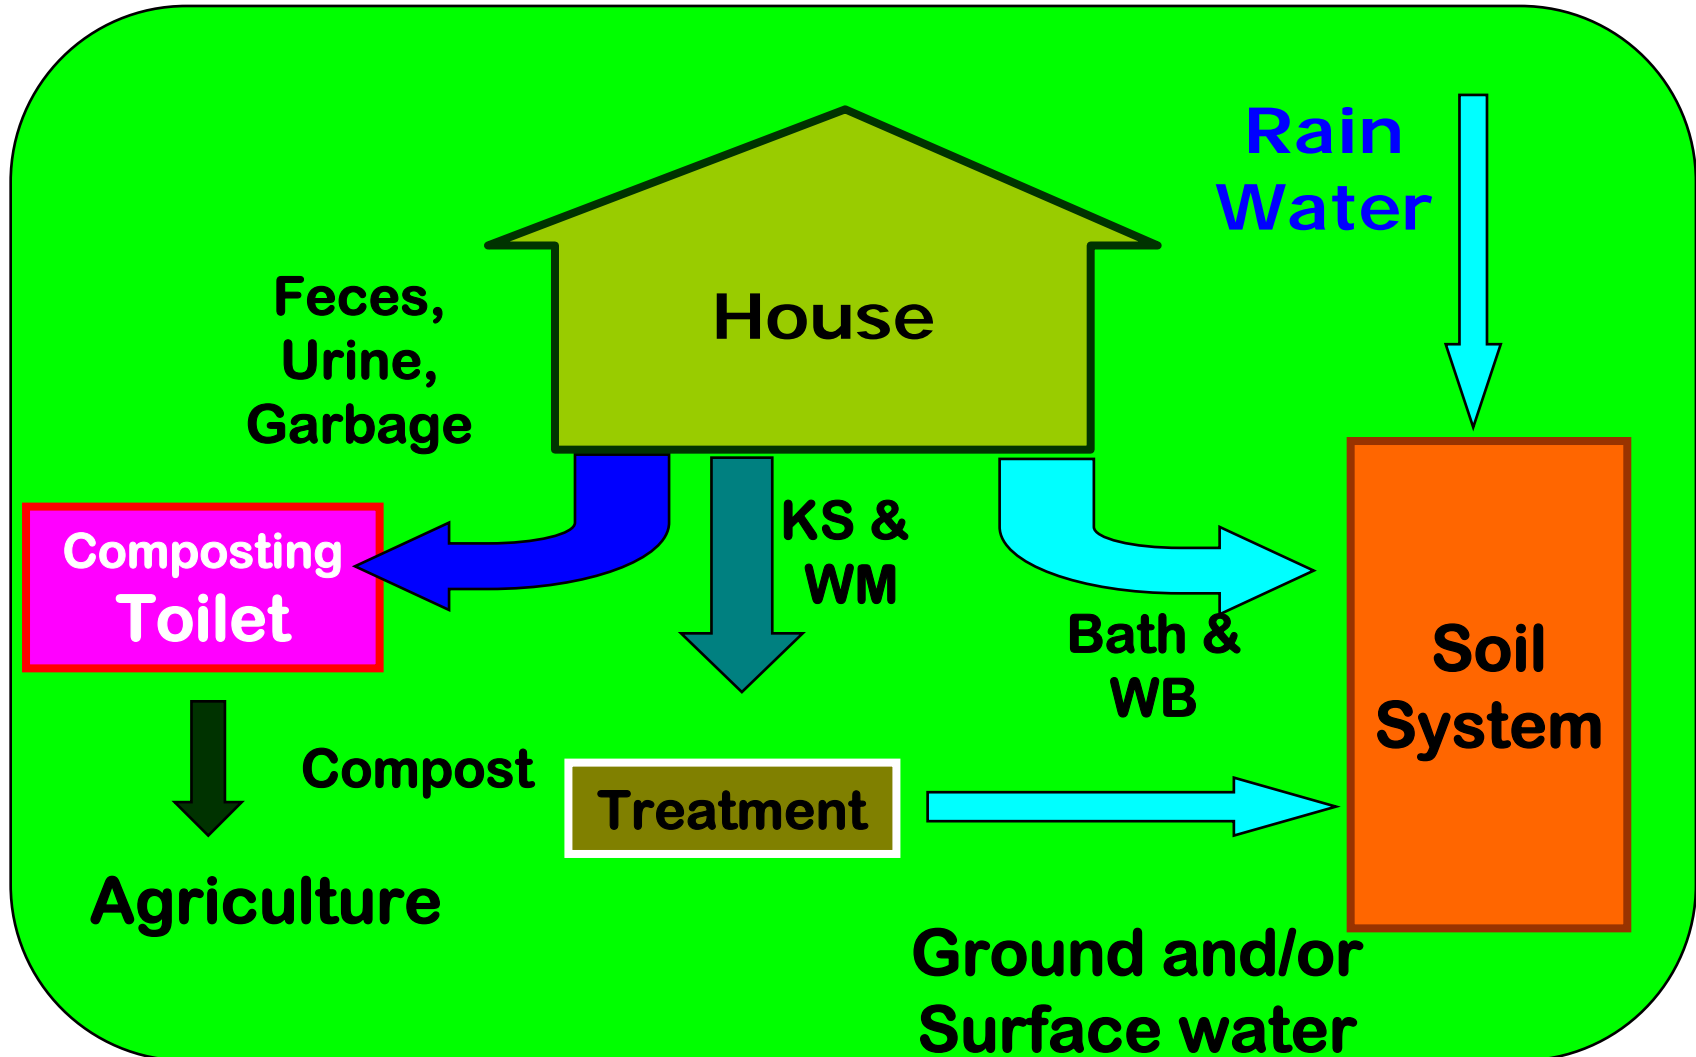 Rain
Water
House
Feces,
Urine,
Garbage
Composting
Toilet
KS &
WM
Bath &
WB
Soil
System
Compost
Treatment
Agriculture
Ground and/or
Surface water